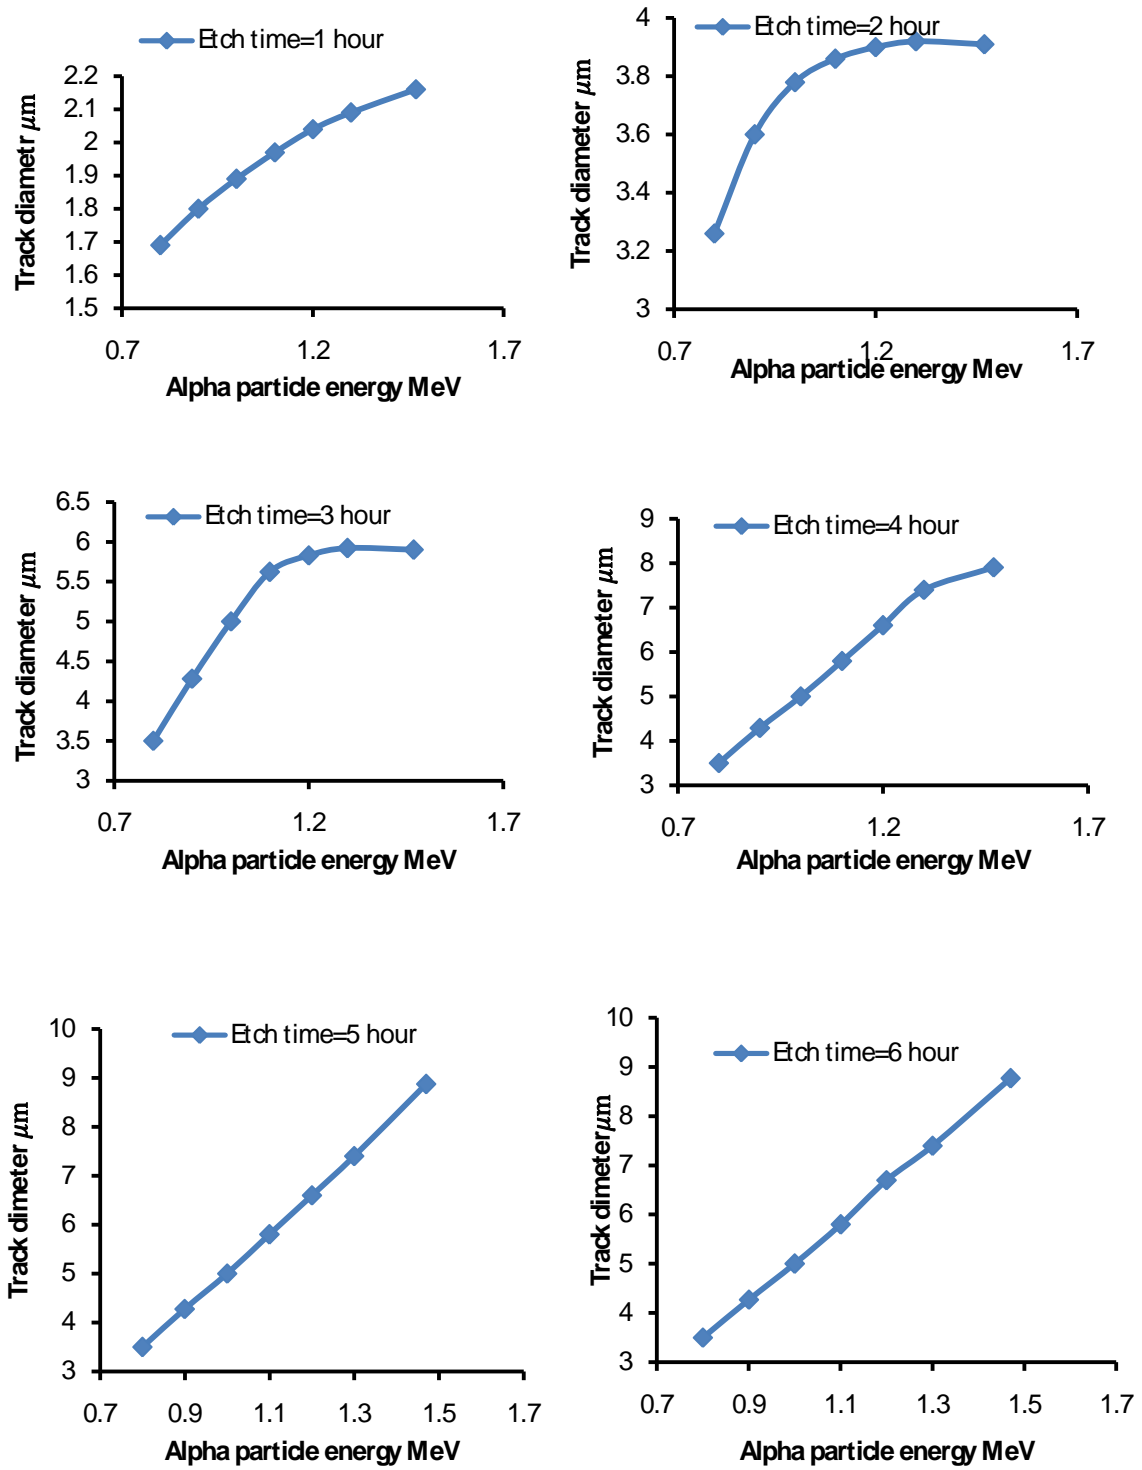 Etch time=1 hour
Track diametr μm
2.2
2.1
2
1.9
1.8
1.7
1.6
1.5
0.7 1.2 1.7
Alpha particle energy MeV
Etch time=2 hour
Track diameter μm
4
3.8
3.6
3.4
3.2
3
0.7 1.2 1.7
Alpha particle energy Mev
Etch time=3 hour
Track diameter μm
6.5
6
5.5
5
4.5
4
3.5
3
0.7 1.2 1.7
Alpha particle energy MeV
Etch time=4 hour
Track diameter μm
9
8
7
6
5
4
3
0.7 1.2 1.7
Alpha particle energy MeV
Etch time=5 hour
Track dimeter μm
10
9
8
7
6
5
4
3
0.7 0.9 1.1 1.3 1.5 1.7
Alpha particle energy MeV
Etch time=6 hour
Track dimeterμm
10
9
8
7
6
5
4
3
0.7 0.9 1.1 1.3 1.5 1.7
Alpha particle energy MeV